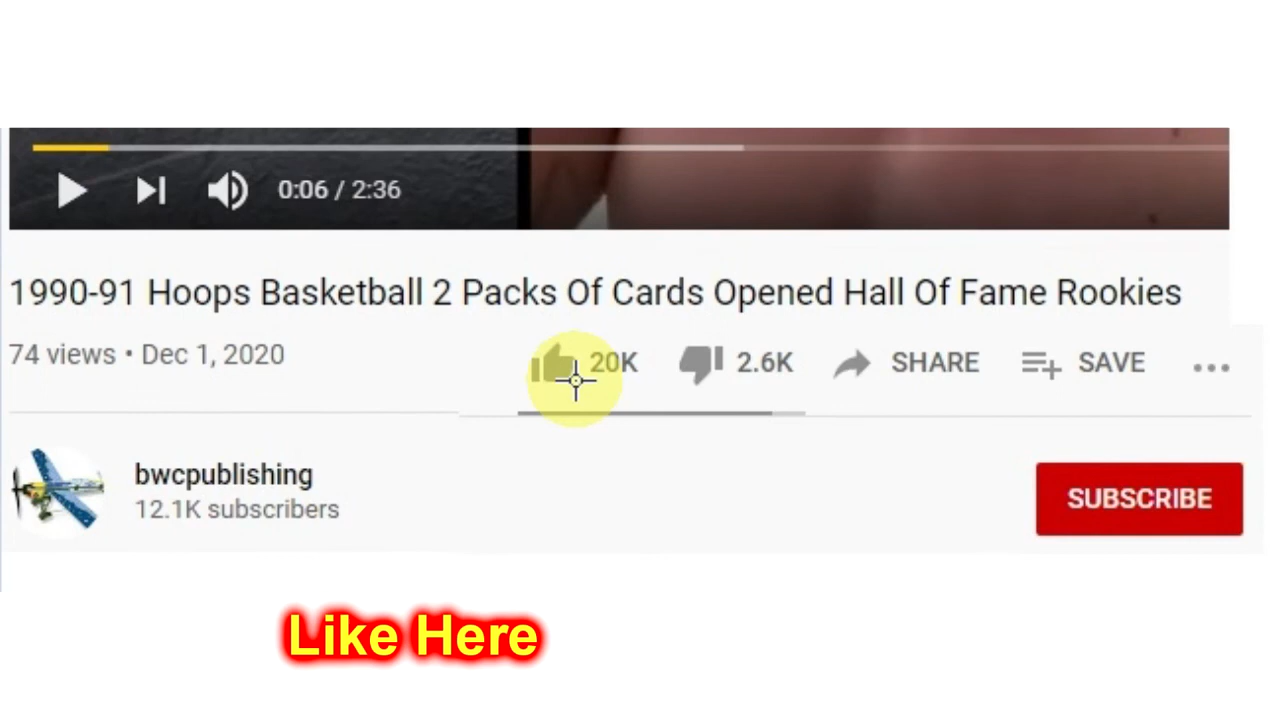 0:06 / 2:36
1990-91 Hoops Basketball 2 Packs Of Cards Opened Hall Of Fame Rookies
74 views • Dec 1, 2020 20K 2.6K SHARE SAVE
bwcpublishing
12.1K subscribers
SUBSCRIBE
Like Here